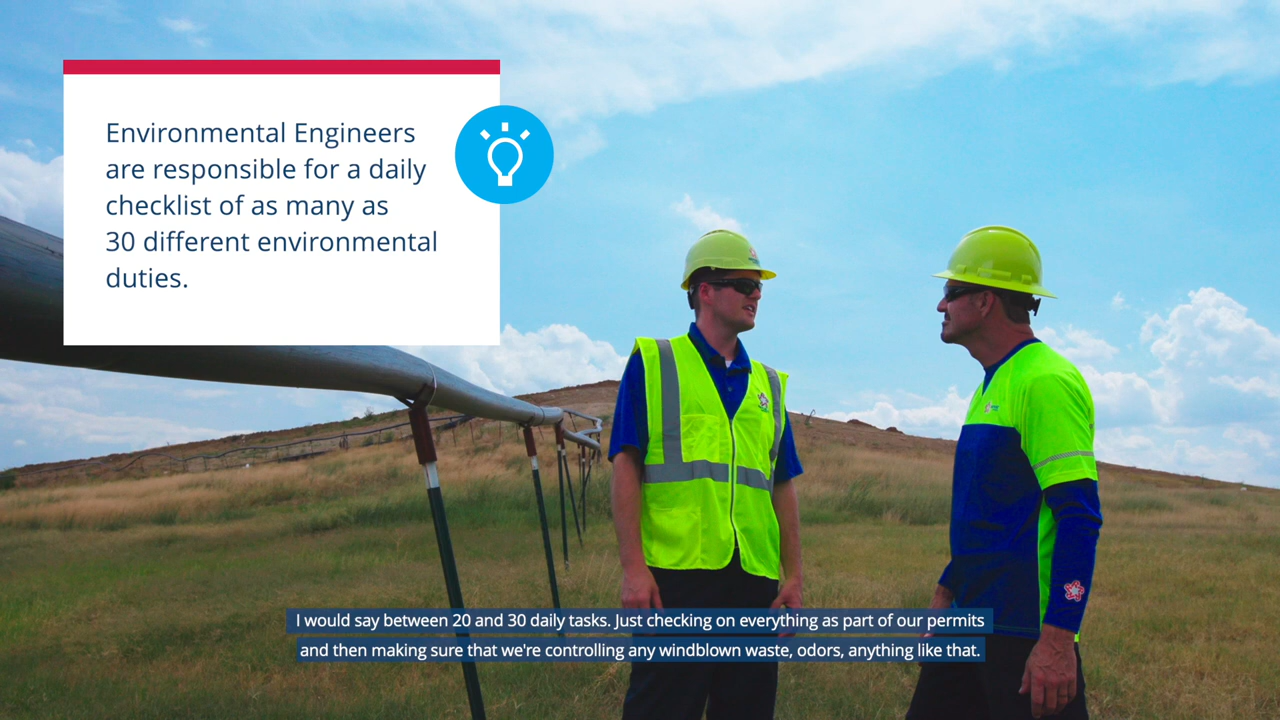 Environmental Engineers
are responsible for a daily
checklist of as many as
30 different environmental
duties.
I would say between 20 and 30 daily tasks. Just checking on everything as part of our permits
and then making sure that we're controlling any windblown waste, odors, anything like that.